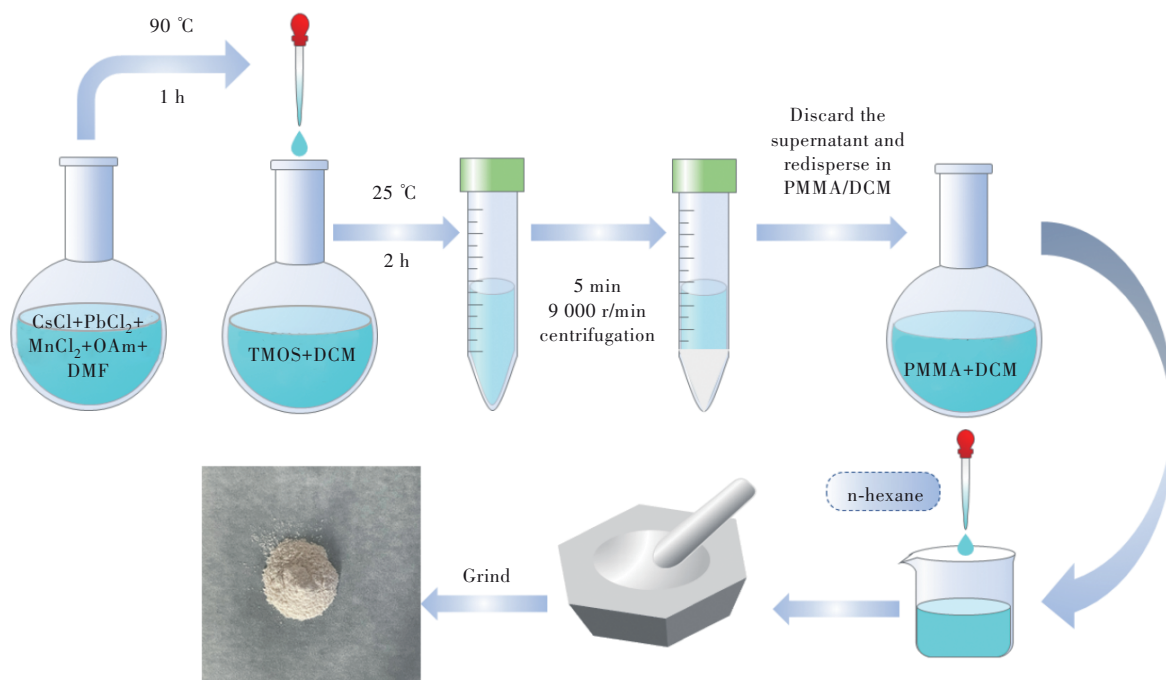 90 ℃
1 h
CsCl+PbCl₂+
MnCl₂+OAm+
DMF
TMOS+DCM
25 ℃
2 h
5 min
9 000 r/min
centrifugation
Discard the
supernatant and
redisperse in
PMMA/DCM
PMMA+DCM
n-hexane
Grind